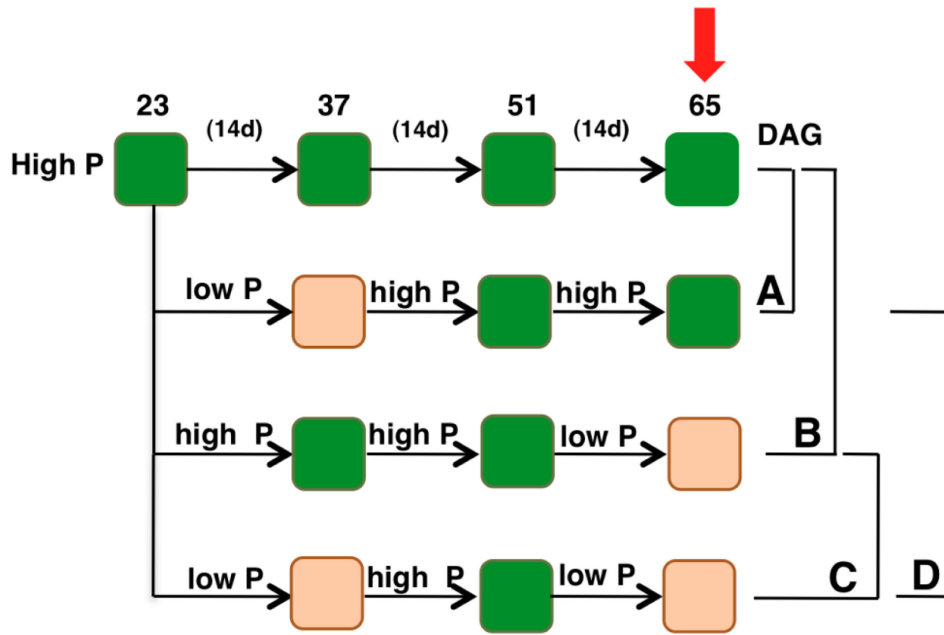 23 37 51 65
(14d) (14d) (14d) DAG
High P
low P high P high P A
high P high P low P B
low P high P low P C D